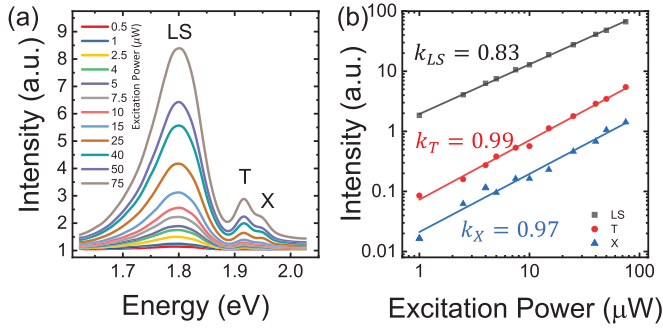 (a)
Intensity (a.u.)
9
8
7
6
5
4
3
2
1
0.5
1
2.5
4
5
7.5
10
15
25
40
50
75
Excitation Power (μW)
LS
T
X
1.7
1.8
1.9
2.0
Energy (eV)
(b)
Intensity (a.u.)
100
10
1
0.1
0.01
k_LS = 0.83
k_T = 0.99
k_X = 0.97
LS
T
X
1
10
100
Excitation Power (μW)